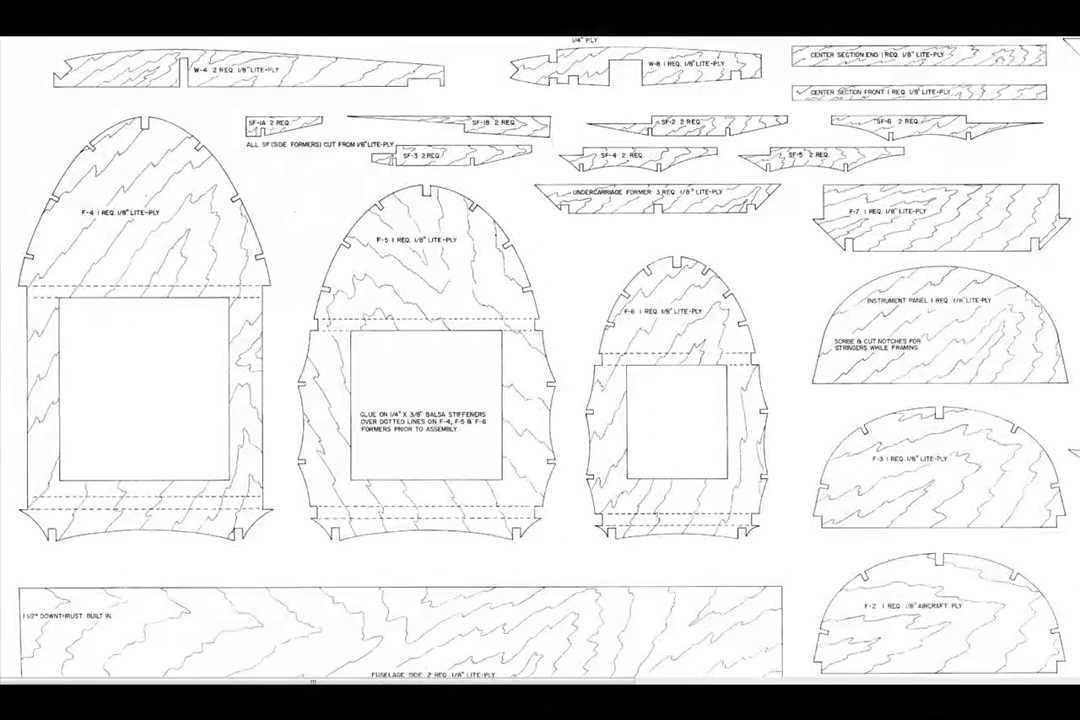 1/4" PLY
W-4 2 REQ. 1/8" LITE-PLY
W-8 1 REQ. 1/8" LITE-PLY
CENTER SECTION END 1 REQ. 1/8" LITE-PLY
CENTER SECTION FRONT 1 REQ. 1/8" LITE-PLY
SF-1A 2 REQ.
SF-1B 2 REQ.
SF-2 2 REQ.
SF-6 2 REQ.
ALL SF (SIDE FORMERS) CUT FROM 1/8" LITE-PLY
SF-3 2 REQ.
SF-4 2 REQ.
SF-5 2 REQ.
UNDERCARRIAGE FORMER 3 REQ. 1/8" LITE-PLY
F-4 1 REQ. 1/8" LITE-PLY
F-7 1 REQ. 1/8" LITE-PLY
F-5 1 REQ. 1/8" LITE-PLY
INSTRUMENT PANEL 1 REQ. 1/8" LITE-PLY
F-6 1 REQ. 1/8" LITE-PLY
SCRIBE & CUT NOTCHES FOR
STRINGERS WHILE FRAMING
GLUE ON 1/4" X 3/8" BALSA STIFFENERS
OVER DOTTED LINES ON F-4, F-5 & F-6
FORMERS PRIOR TO ASSEMBLY.
F-3 1 REQ. 1/8" LITE-PLY
F-2 1 REQ. 1/8" AIRCRAFT PLY
1 1/2° DOWNTHRUST BUILT IN.
FUSELAGE SIDE 2 REQ. 1/8" LITE-PLY